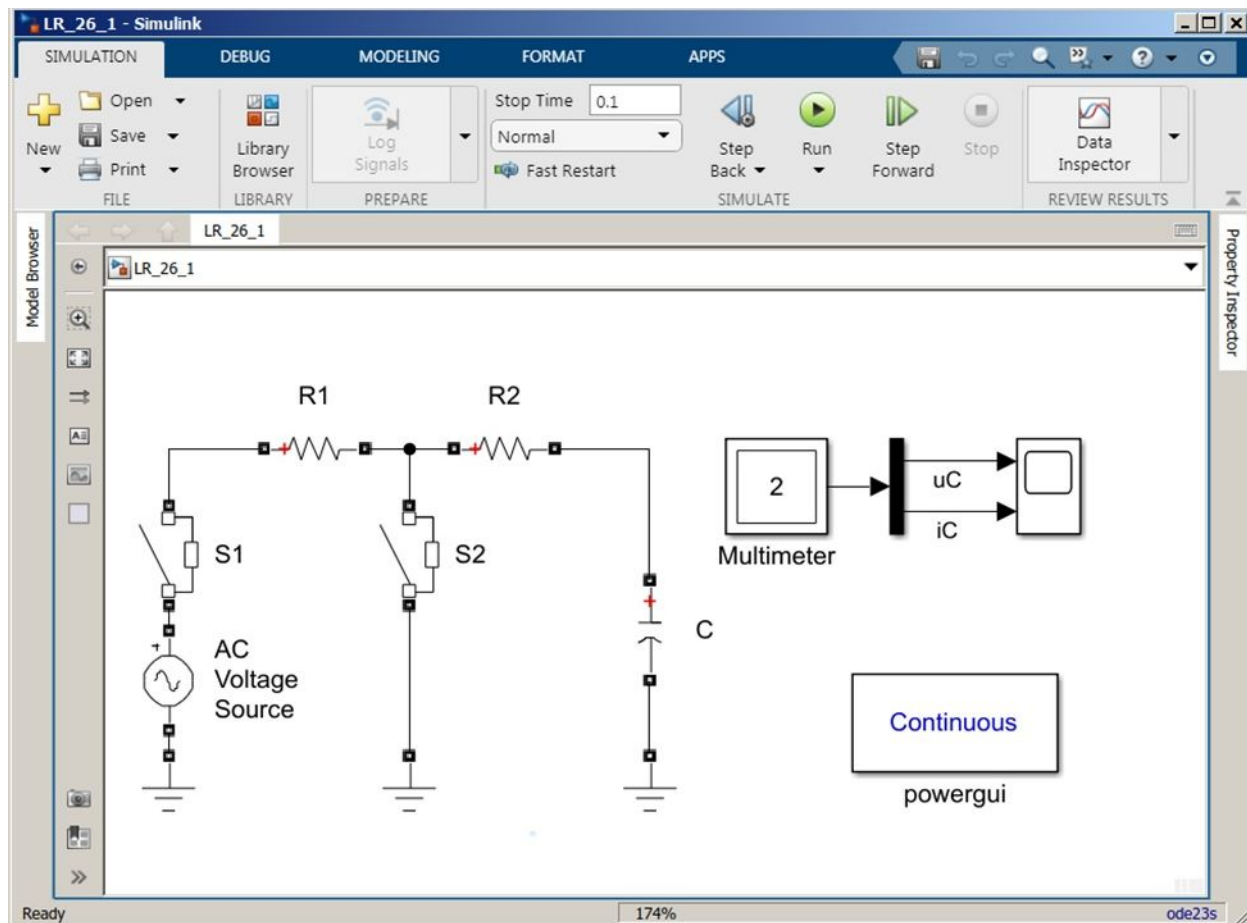 LR_26_1 - Simulink
SIMULATION DEBUG MODELING FORMAT APPS
New
Open
Save
Print
FILE
Library
Browser
LIBRARY
Log
Signals
PREPARE
Stop Time 0.1
Normal
Fast Restart
Step
Back
Run
Step
Forward
Stop
SIMULATE
Data
Inspector
REVIEW RESULTS
Model Browser
LR_26_1
LR_26_1
Property Inspector
R1
R2
S1
S2
AC
Voltage
Source
C
2
Multimeter
uC
iC
Continuous
powergui
Ready
174%
ode23s